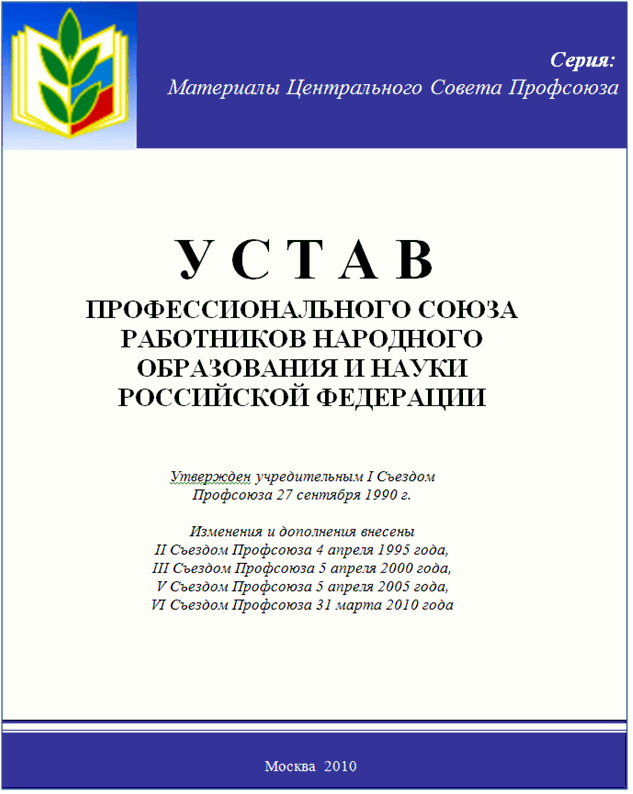 Серия:
Материалы Центрального Совета Профсоюза
У С Т А В
ПРОФЕССИОНАЛЬНОГО СОЮЗА
РАБОТНИКОВ НАРОДНОГО
ОБРАЗОВАНИЯ И НАУКИ
РОССИЙСКОЙ ФЕДЕРАЦИИ
Утвержден учредительным I Съездом
Профсоюза 27 сентября 1990 г.
Изменения и дополнения внесены
II Съездом Профсоюза 4 апреля 1995 года,
III Съездом Профсоюза 5 апреля 2000 года,
V Съездом Профсоюза 5 апреля 2005 года,
VI Съездом Профсоюза 31 марта 2010 года
Москва 2010